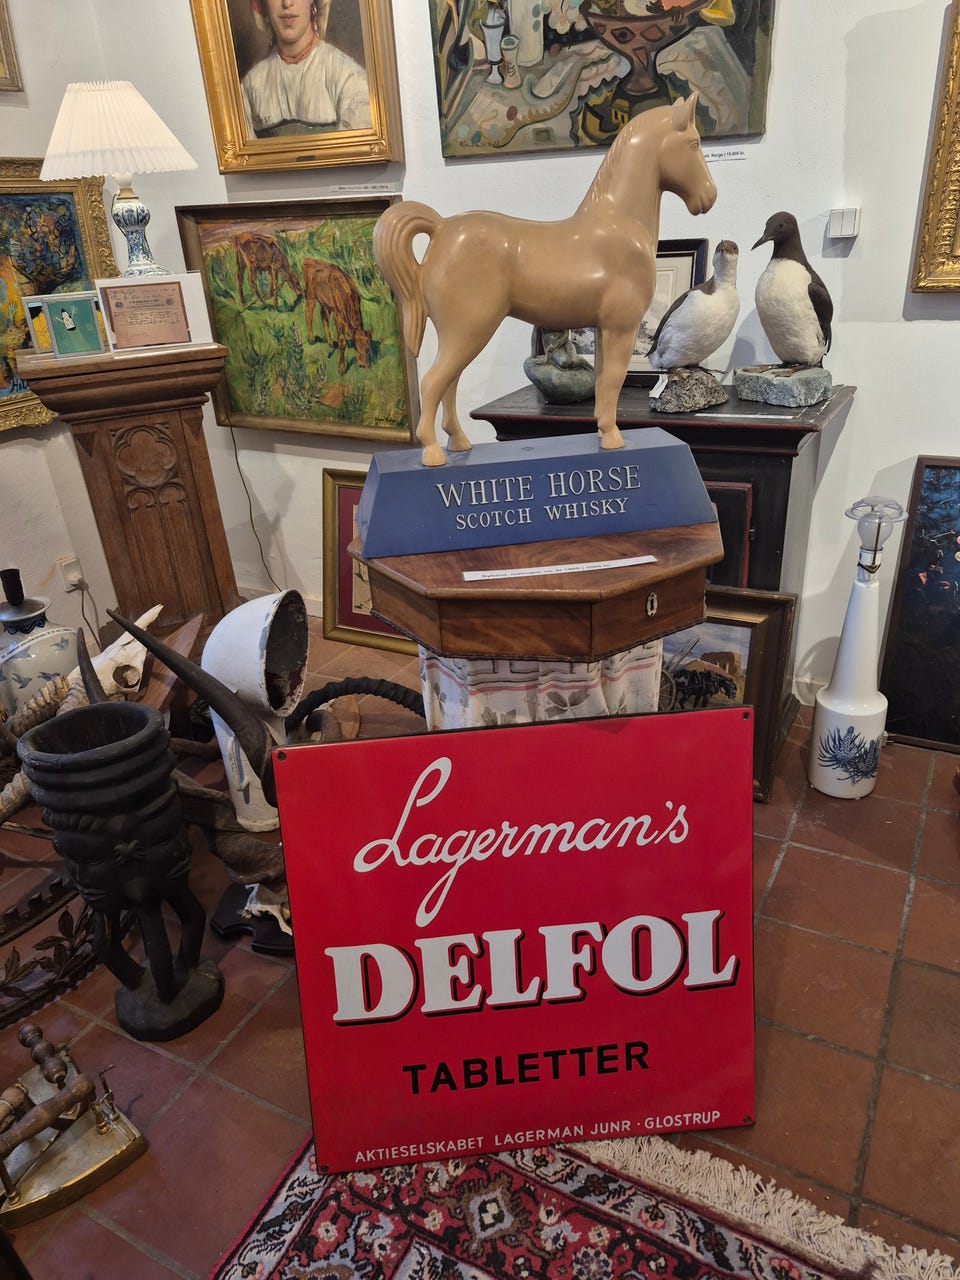 WHITE HORSE
SCOTCH WHISKY
Lagerman's
DELFOL
TABLETTER
AKTIESELSKABET LAGERMAN JUNR · GLOSTRUP